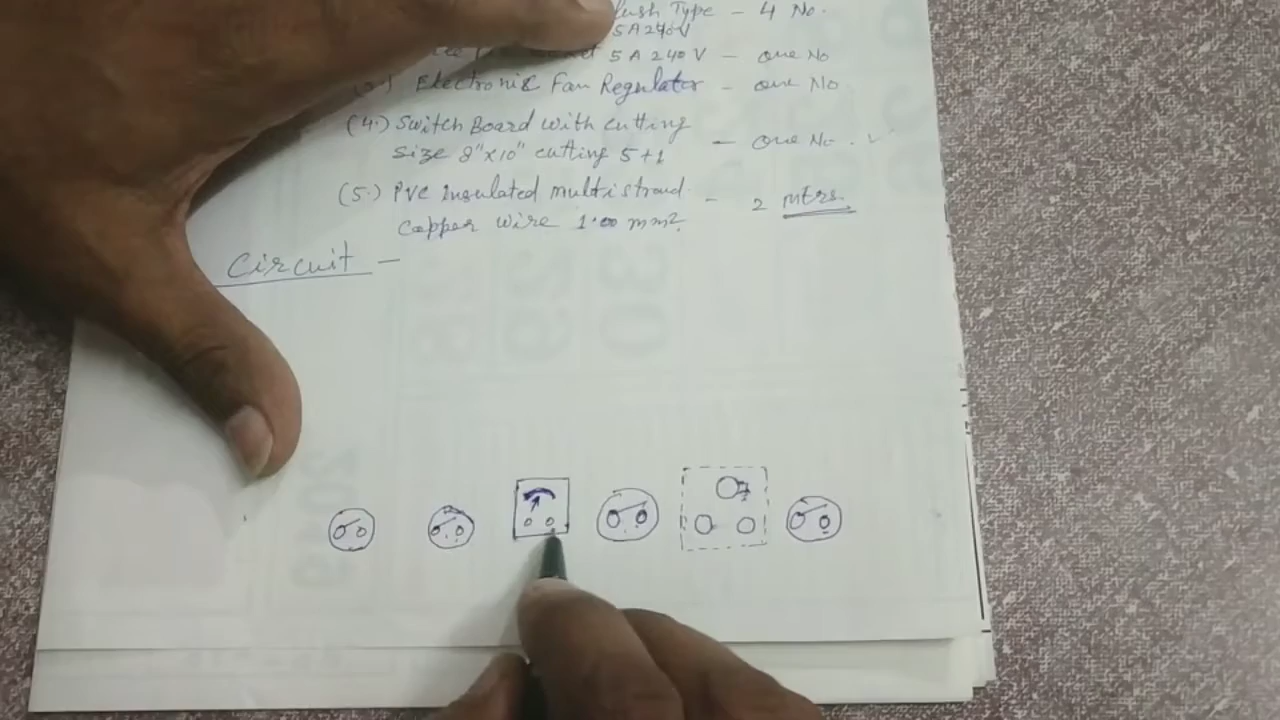 Type - 4 No.
5A 240V
5 A 240 V - one No
Electronic Fan Regulator - one No
(4.) Switch Board with cutting
size 8"x10" cutting 5+1 - one No.
(5.) PVC Insulated multistrand - 2 Mtrs.
Copper wire 1.00 mm².
Circuit -